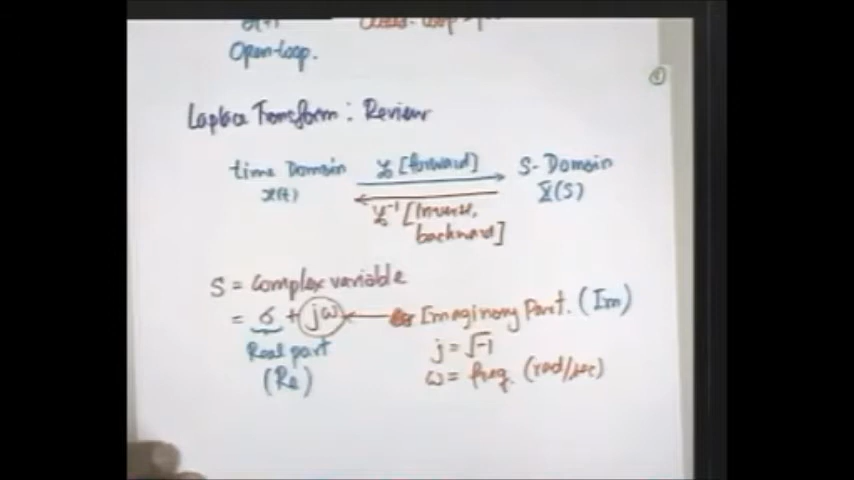 Open-loop.
1
Laplace Transform : Review
time Domain ℒ [forward] S-Domain
x(t) X(S)
ℒ⁻¹ [Inverse,
backward]
S = Complex variable
= σ + jω Imaginary Part. (Im)
Real part j = √-1
(Re) ω = freq. (rad/sec)